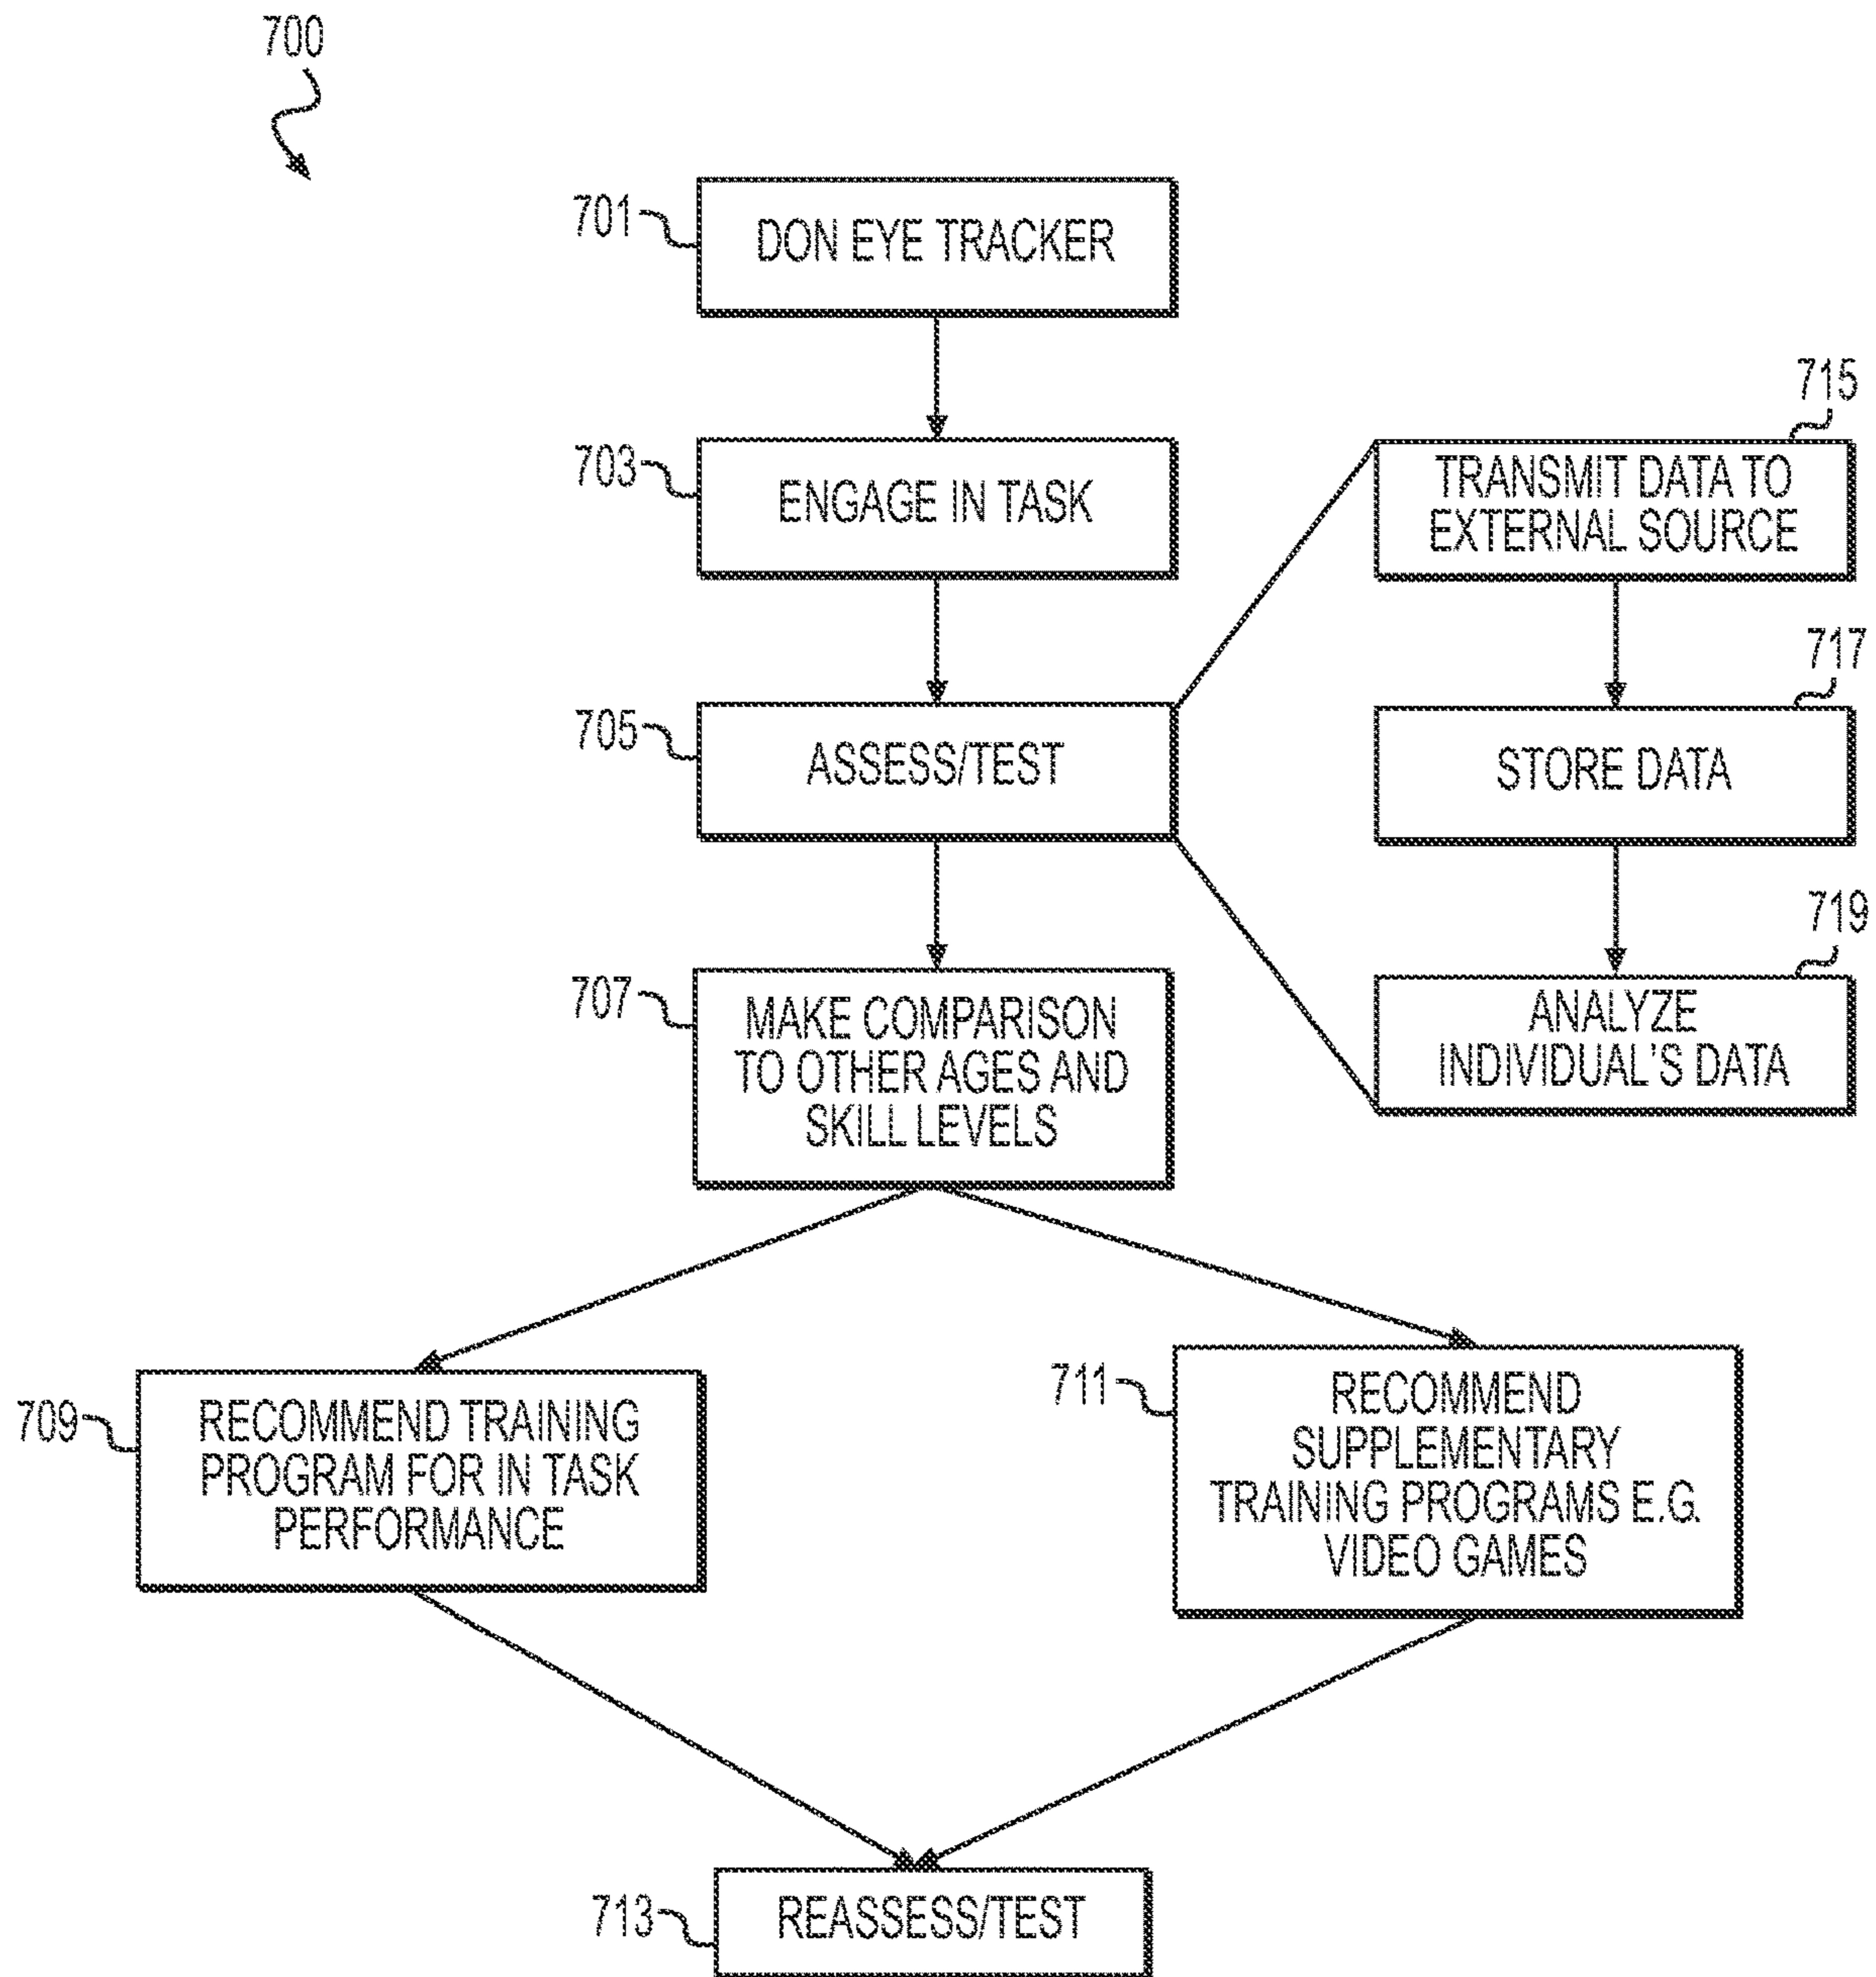 700
701
DON EYE TRACKER
703
ENGAGE IN TASK
705
ASSESS/TEST
715
TRANSMIT DATA TO
EXTERNAL SOURCE
717
STORE DATA
719
ANALYZE
INDIVIDUAL'S DATA
707
MAKE COMPARISON
TO OTHER AGES AND
SKILL LEVELS
709
RECOMMEND TRAINING
PROGRAM FOR IN TASK
PERFORMANCE
711
RECOMMEND
SUPPLEMENTARY
TRAINING PROGRAMS E.G.
VIDEO GAMES
713
REASSESS/TEST